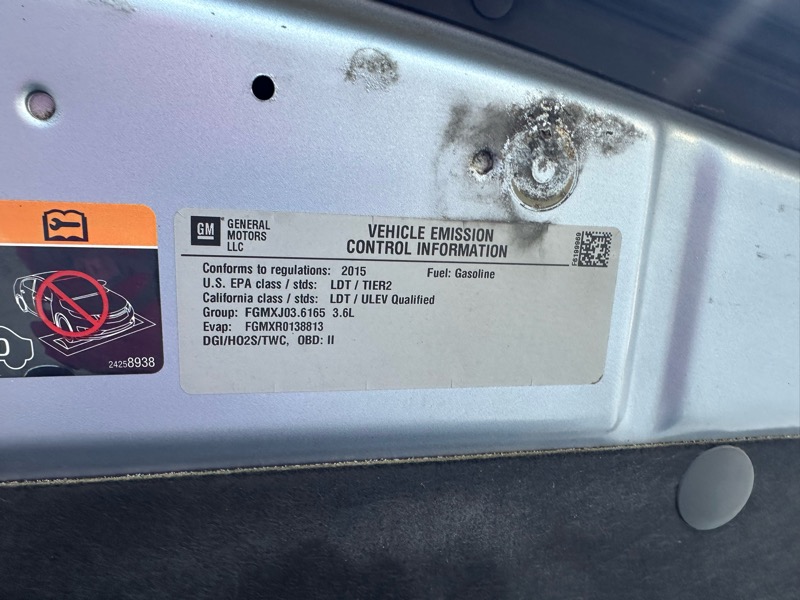 GM
GENERAL
MOTORS
LLC
VEHICLE EMISSION
CONTROL INFORMATION
Conforms to regulations: 2015 Fuel: Gasoline
U.S. EPA class / stds: LDT / TIER2
California class / stds: LDT / ULEV Qualified
Group: FGMXJ03.6165 3.6L
Evap: FGMXR0138813
DGI/HO2S/TWC, OBD: II
24258938